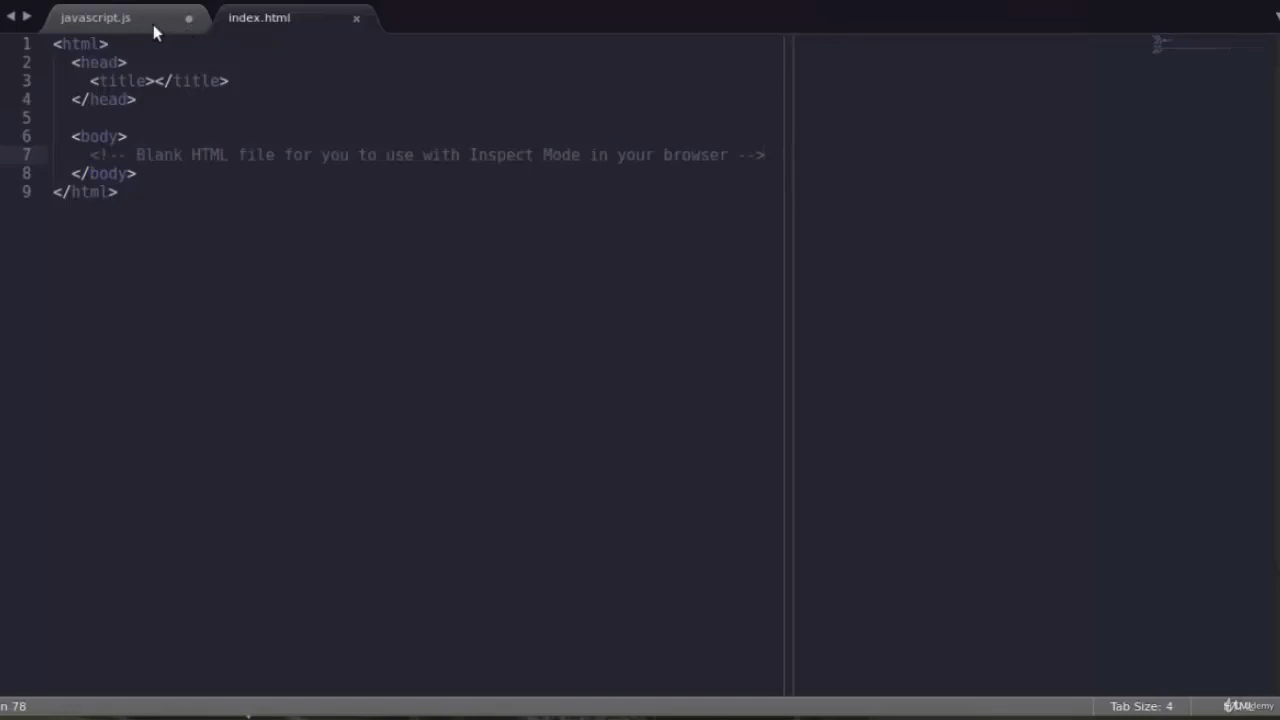 javascript.js
index.html
1 <html>
2 <head>
3 <title></title>
4 </head>
5
6 <body>
7 <!-- Blank HTML file for you to use with Inspect Mode in your browser -->
8 </body>
9 </html>
n 78
Tab Size: 4